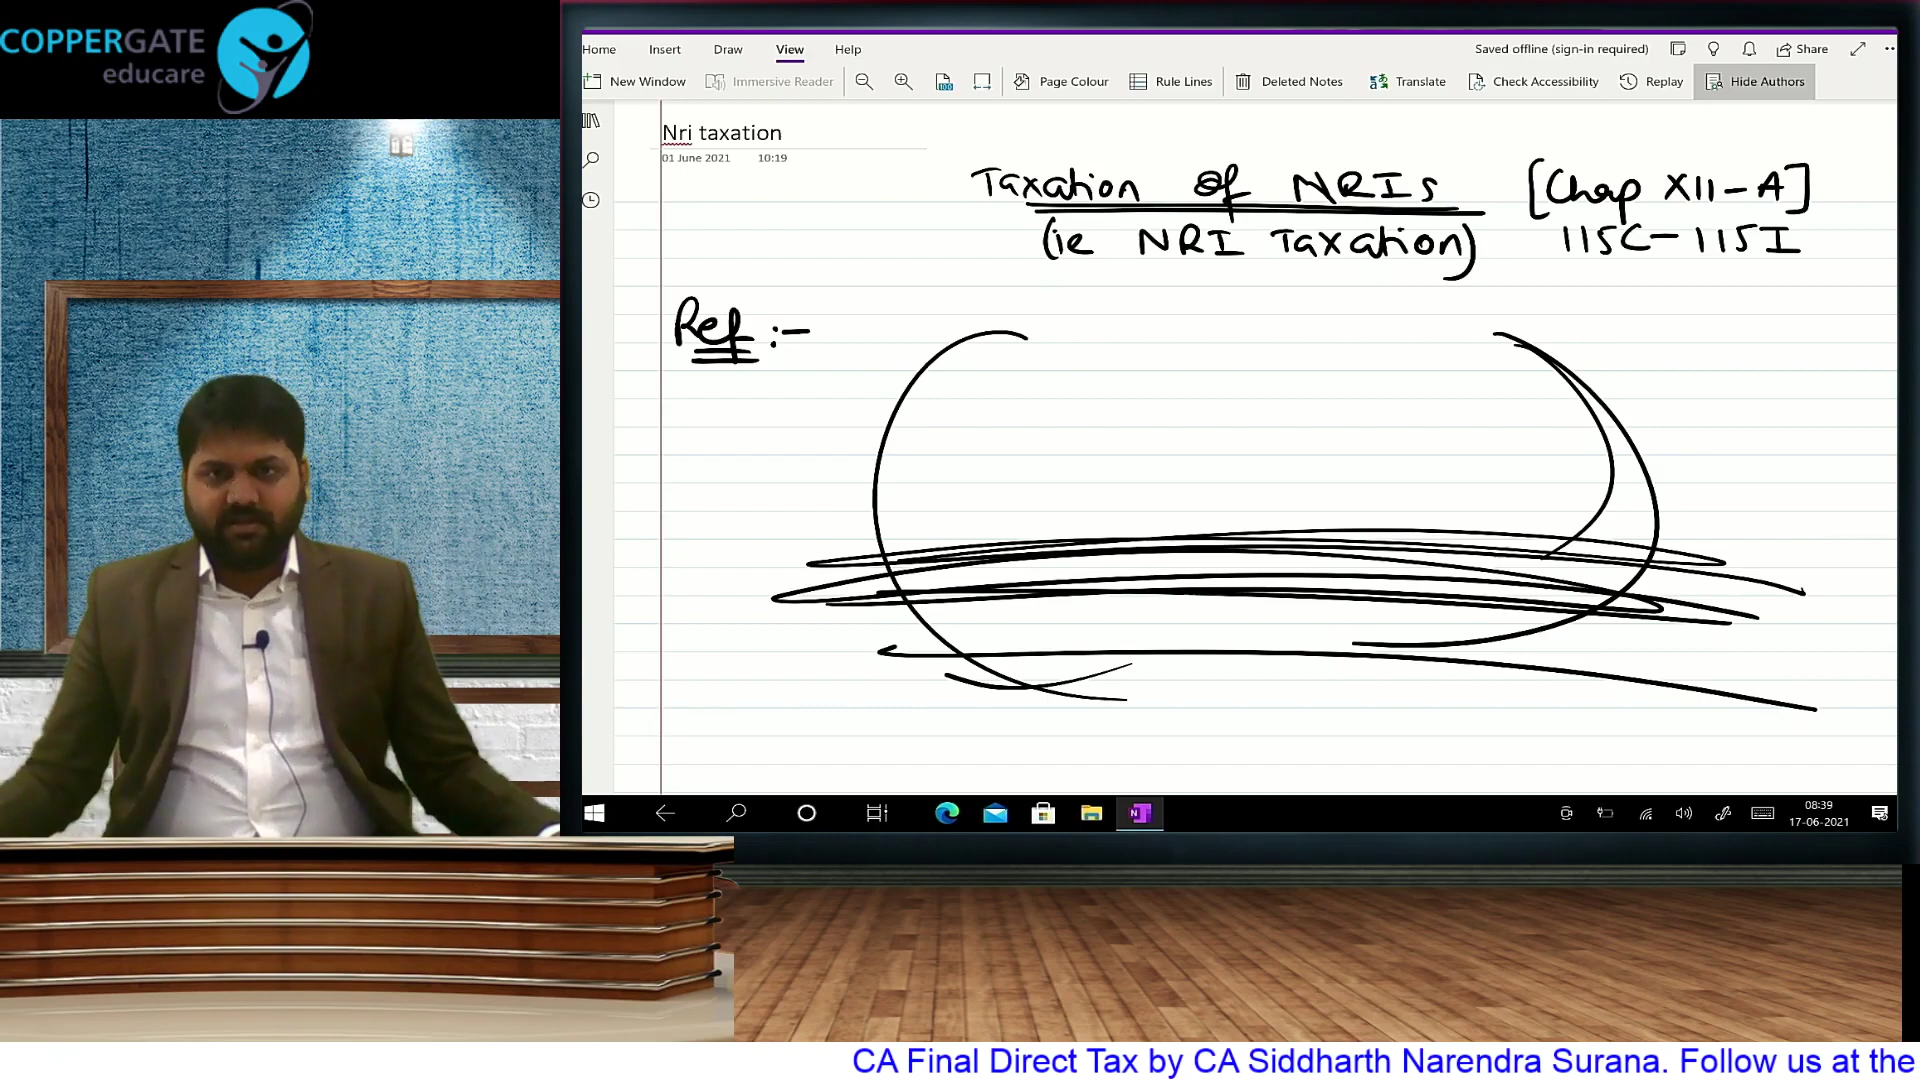 COPPERGATE
educare
Home Insert Draw View Help
Saved offline (sign-in required) Share
New Window Immersive Reader 100 Page Colour Rule Lines Deleted Notes Translate Check Accessibility Replay Hide Authors
Nri taxation
01 June 2021 10:19
Taxation of NRIs [Chap XII-A]
(ie NRI Taxation) 115C-115I
Ref :-
08:39
17-06-2021
CA Final Direct Tax by CA Siddharth Narendra Surana. Follow us at the